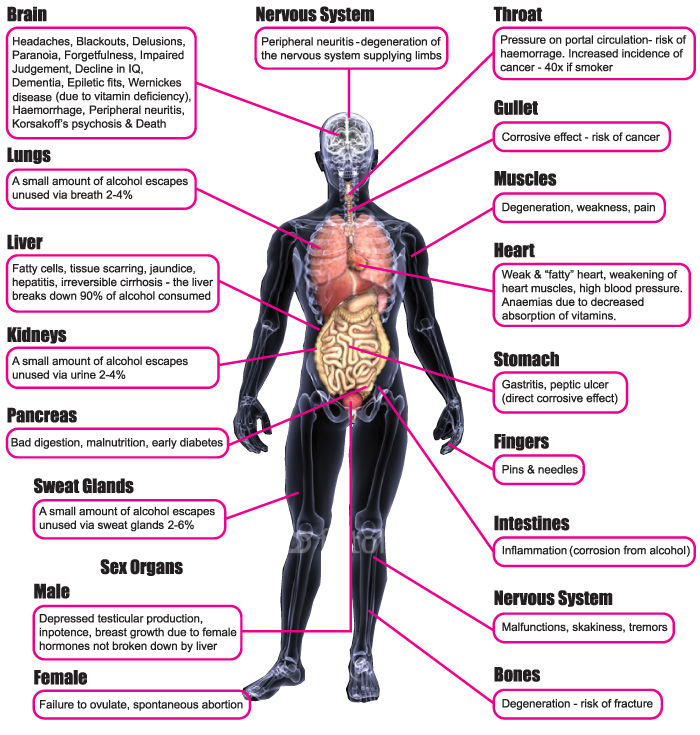 Brain
Headaches, Blackouts, Delusions,
Paranoia, Forgetfulness, Impaired
Judgement, Decline in IQ,
Dementia, Epiletic fits, Wernickes
disease (due to vitamin deficiency),
Haemorrhage, Peripheral neuritis,
Korsakoff's psychosis & Death
Nervous System
Peripheral neuritis - degeneration of
the nervous system supplying limbs
Throat
Pressure on portal circulation- risk of
haemorrage. Increased incidence of
cancer - 40x if smoker
Gullet
Corrosive effect - risk of cancer
Lungs
A small amount of alcohol escapes
unused via breath 2-4%
Muscles
Degeneration, weakness, pain
Liver
Fatty cells, tissue scarring, jaundice,
hepatitis, irreversible cirrhosis - the liver
breaks down 90% of alcohol consumed
Heart
Weak & “fatty” heart, weakening of
heart muscles, high blood pressure.
Anaemias due to decreased
absorption of vitamins.
Kidneys
A small amount of alcohol escapes
unused via urine 2-4%
Stomach
Gastritis, peptic ulcer
(direct corrosive effect)
Pancreas
Bad digestion, malnutrition, early diabetes
Fingers
Pins & needles
Sweat Glands
A small amount of alcohol escapes
unused via sweat glands 2-6%
Intestines
Inflammation (corrosion from alcohol)
Sex Organs
Male
Depressed testicular production,
inpotence, breast growth due to female
hormones not broken down by liver
Nervous System
Malfunctions, skakiness, tremors
Female
Failure to ovulate, spontaneous abortion
Bones
Degeneration - risk of fracture